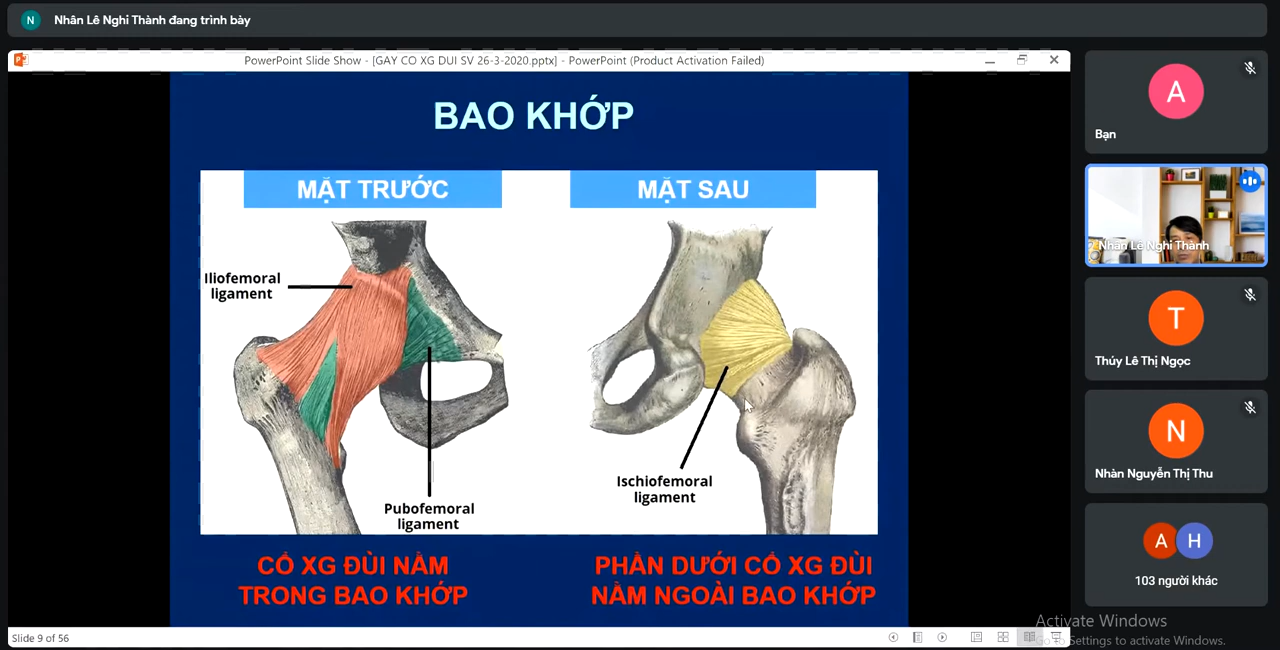 N
Nhân Lê Nghi Thành đang trình bày
PowerPoint Slide Show - [GAY CO XG DUI SV 26-3-2020.pptx] - PowerPoint (Product Activation Failed)
BAO KHỚP
MẶT TRƯỚC
MẶT SAU
Iliofemoral
ligament
Pubofemoral
ligament
Ischiofemoral
ligament
CỔ XG ĐÙI NẰM
TRONG BAO KHỚP
PHẦN DƯỚI CỔ XG ĐÙI
NẰM NGOÀI BAO KHỚP
Slide 9 of 56
A
Bạn
Nhân Lê Nghi Thành
T
Thúy Lê Thị Ngọc
N
Nhàn Nguyễn Thị Thu
A H
103 người khác
Activate Windows
Go to Settings to activate Windows.